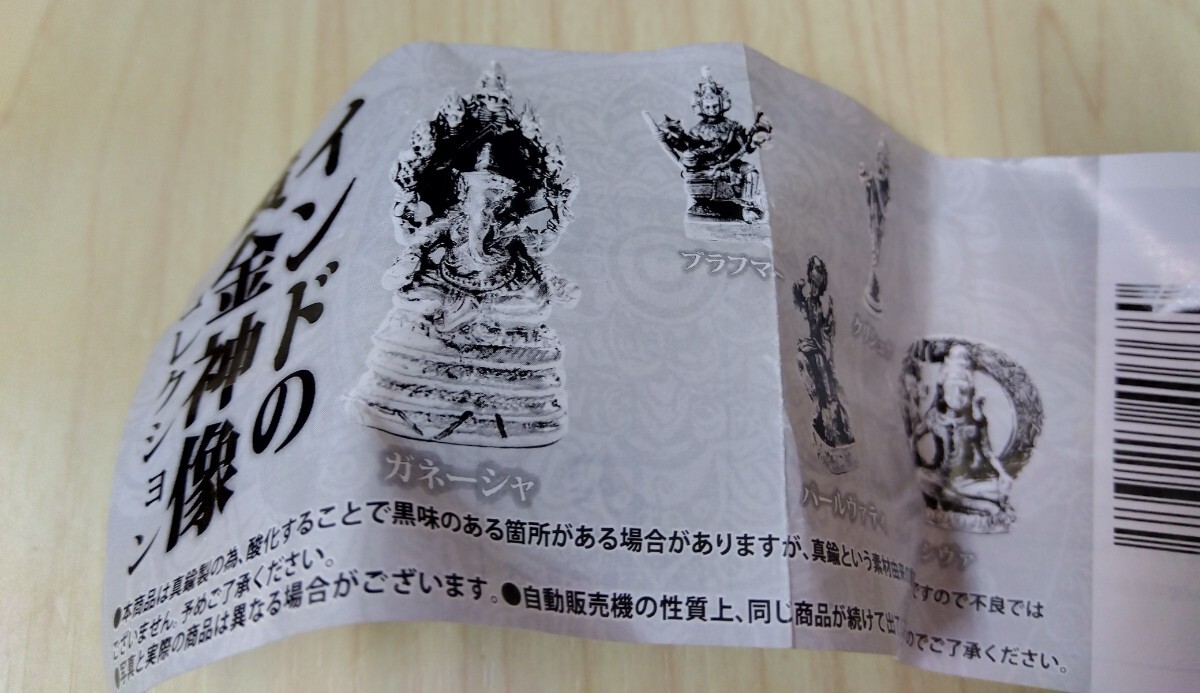 インドの
金神像
レクション
ガネーシャ
ブラフマー
パールヴァティ
シヴァ
●本商品は真鍮製の為、酸化することで黒味のある箇所がある場合がありますが、真鍮という素材由来ですので不良では
ございません。予めご了承ください。
●写真と実際の商品は異なる場合がございます。●自動販売機の性質上、同じ商品が続けて出てのでご了承ください。